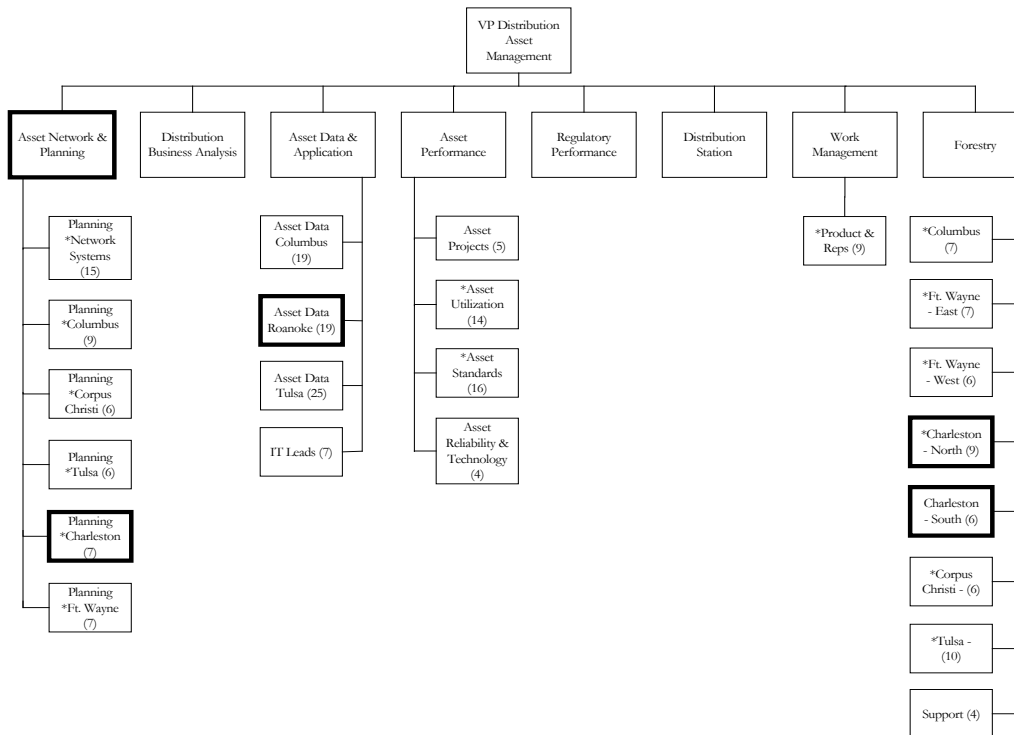 VP Distribution
Asset
Management
Asset Network &
Planning
Distribution
Business Analysis
Asset Data &
Application
Asset
Performance
Regulatory
Performance
Distribution
Station
Work
Management
Forestry
Planning
*Network
Systems
(15)
Planning
*Columbus
(9)
Planning
*Corpus
Christi (6)
Planning
*Tulsa (6)
Planning
*Charleston
(7)
Planning
*Ft. Wayne
(7)
Asset Data
Columbus
(19)
Asset Data
Roanoke (19)
Asset Data
Tulsa (25)
IT Leads (7)
Asset
Projects (5)
*Asset
Utilization
(14)
*Asset
Standards
(16)
Asset
Reliability &
Technology
(4)
*Product &
Reps (9)
*Columbus
(7)
*Ft. Wayne
- East (7)
*Ft. Wayne
- West (6)
*Charleston
- North (9)
Charleston
- South (6)
*Corpus
Christi - (6)
*Tulsa -
(10)
Support (4)